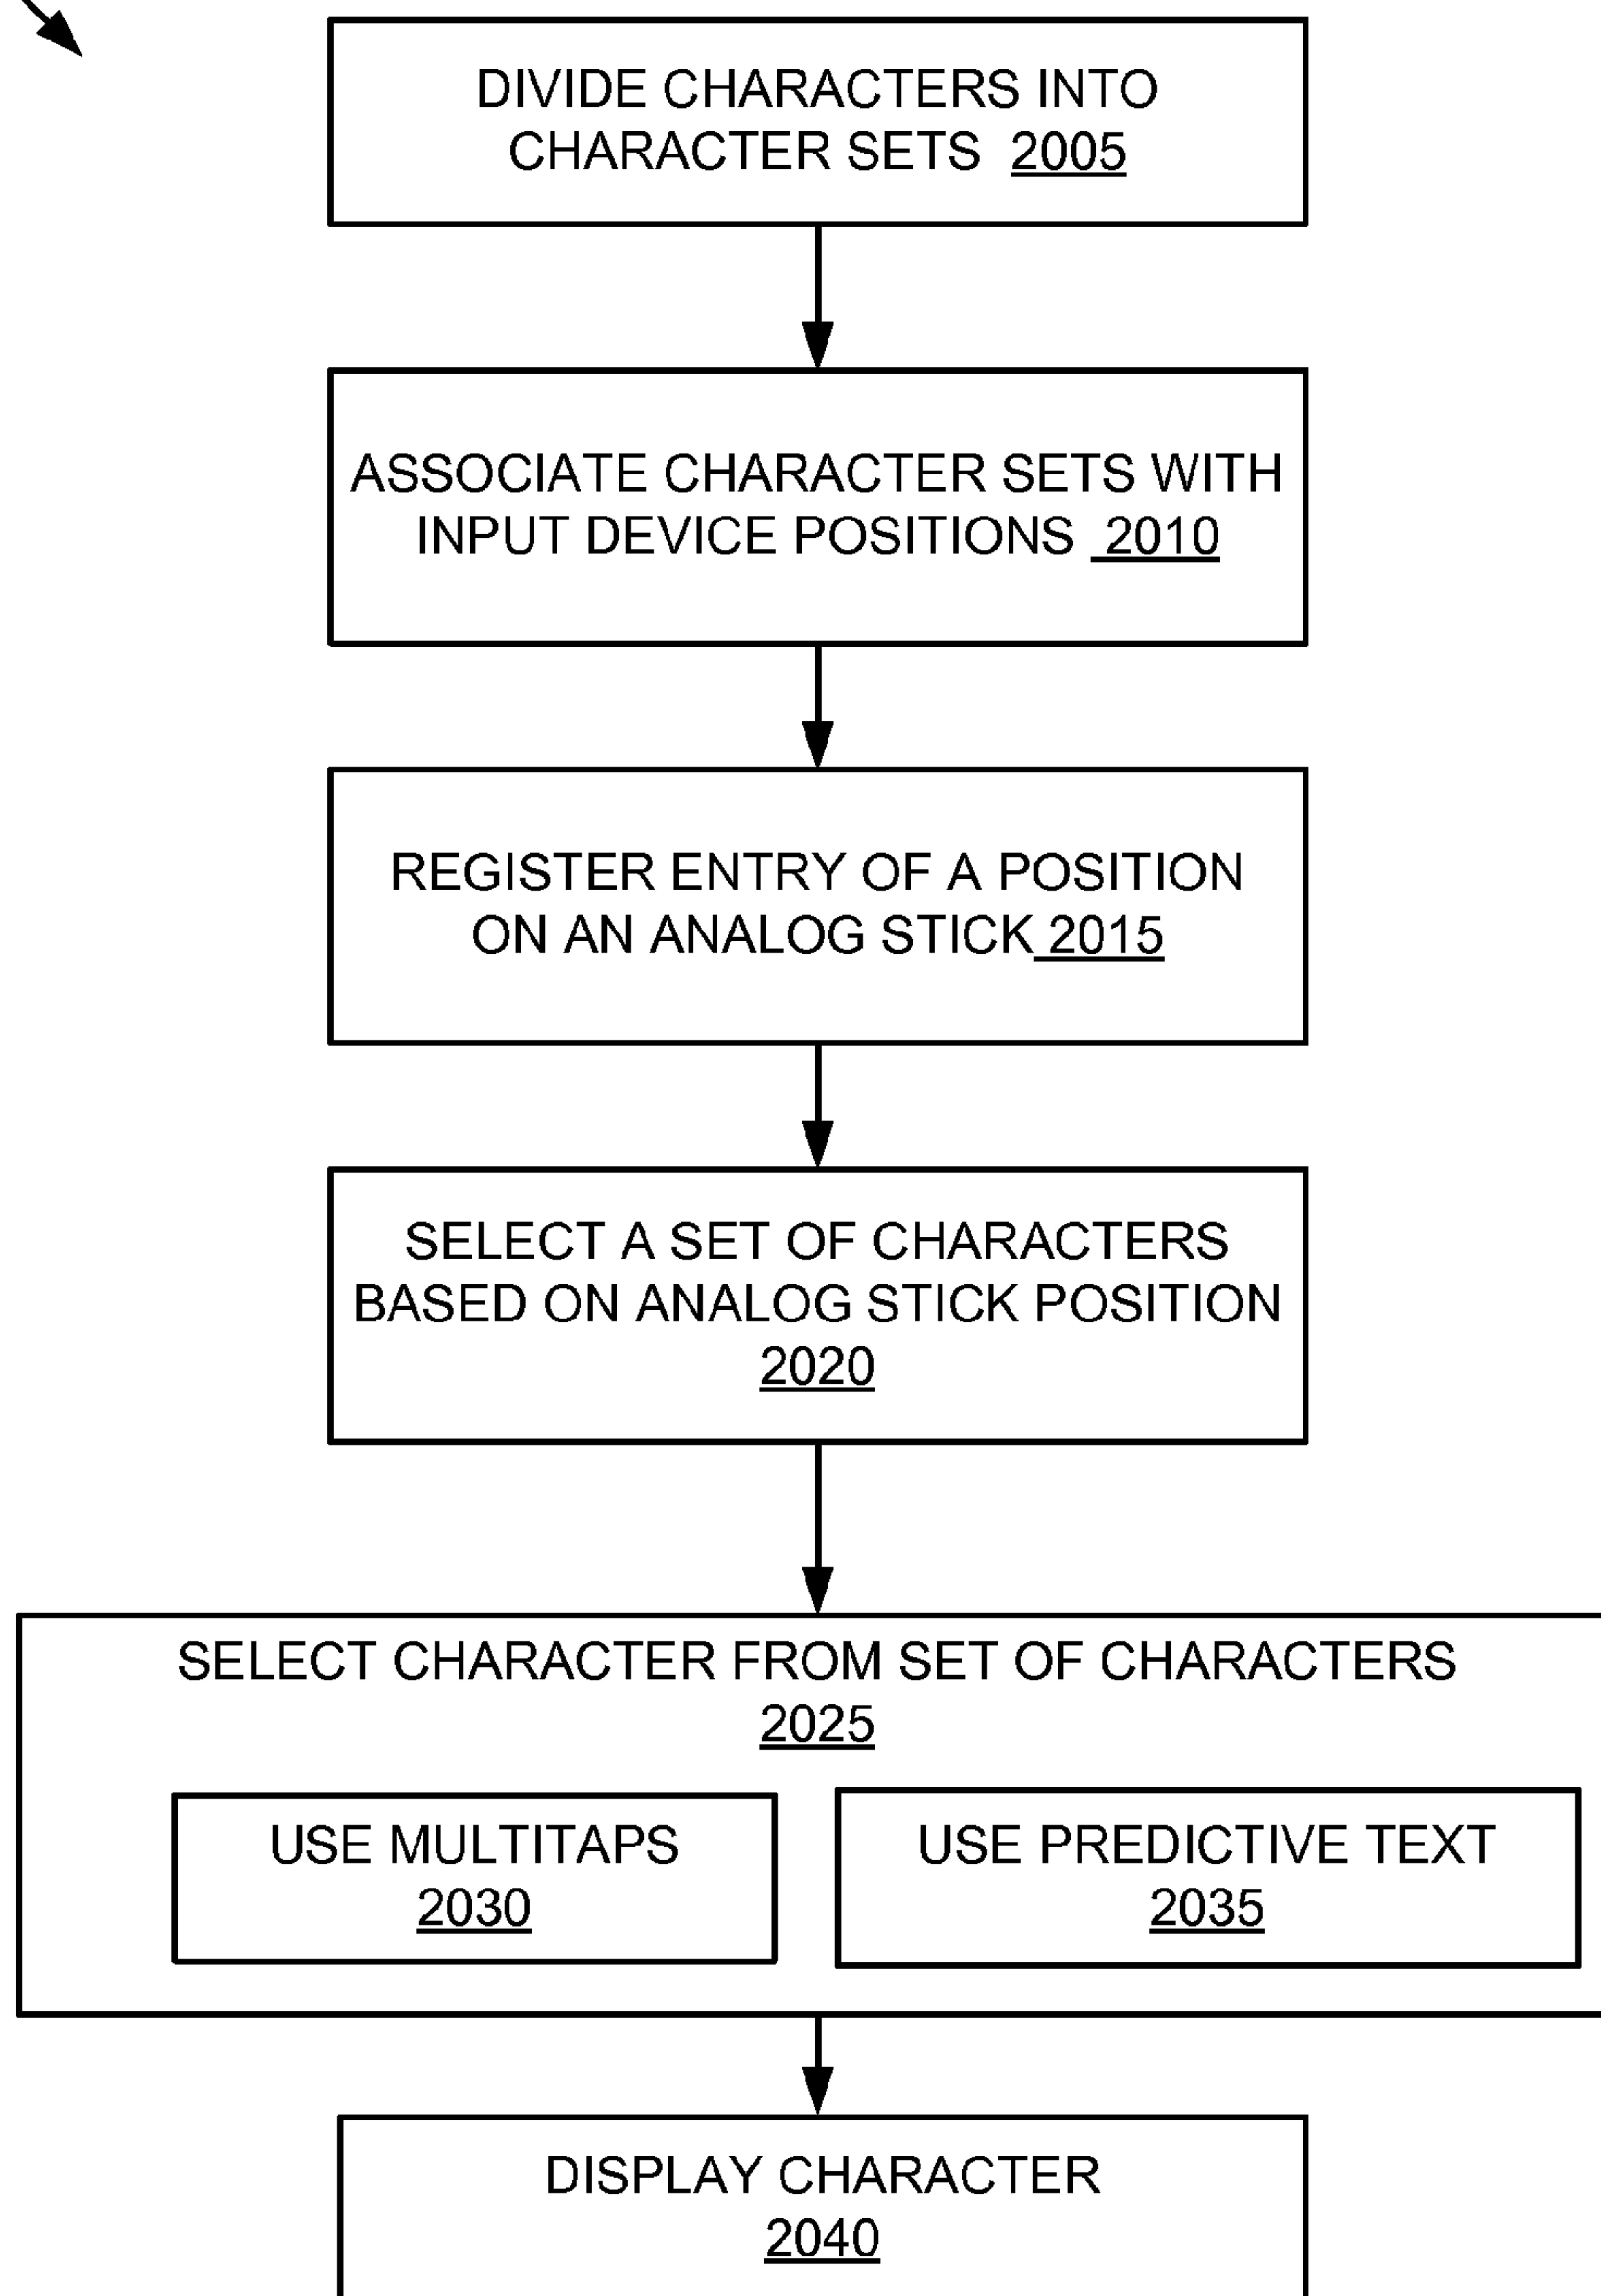 DIVIDE CHARACTERS INTO
CHARACTER SETS 2005
ASSOCIATE CHARACTER SETS WITH
INPUT DEVICE POSITIONS 2010
REGISTER ENTRY OF A POSITION
ON AN ANALOG STICK 2015
SELECT A SET OF CHARACTERS
BASED ON ANALOG STICK POSITION
2020
SELECT CHARACTER FROM SET OF CHARACTERS
2025
USE MULTITAPS
2030
USE PREDICTIVE TEXT
2035
DISPLAY CHARACTER
2040